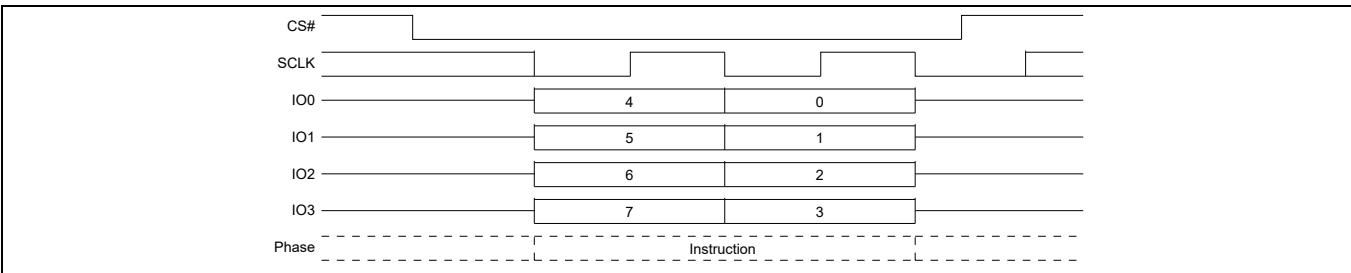 CS#
SCLK
IO0 4 0
IO1 5 1
IO2 6 2
IO3 7 3
Phase Instruction